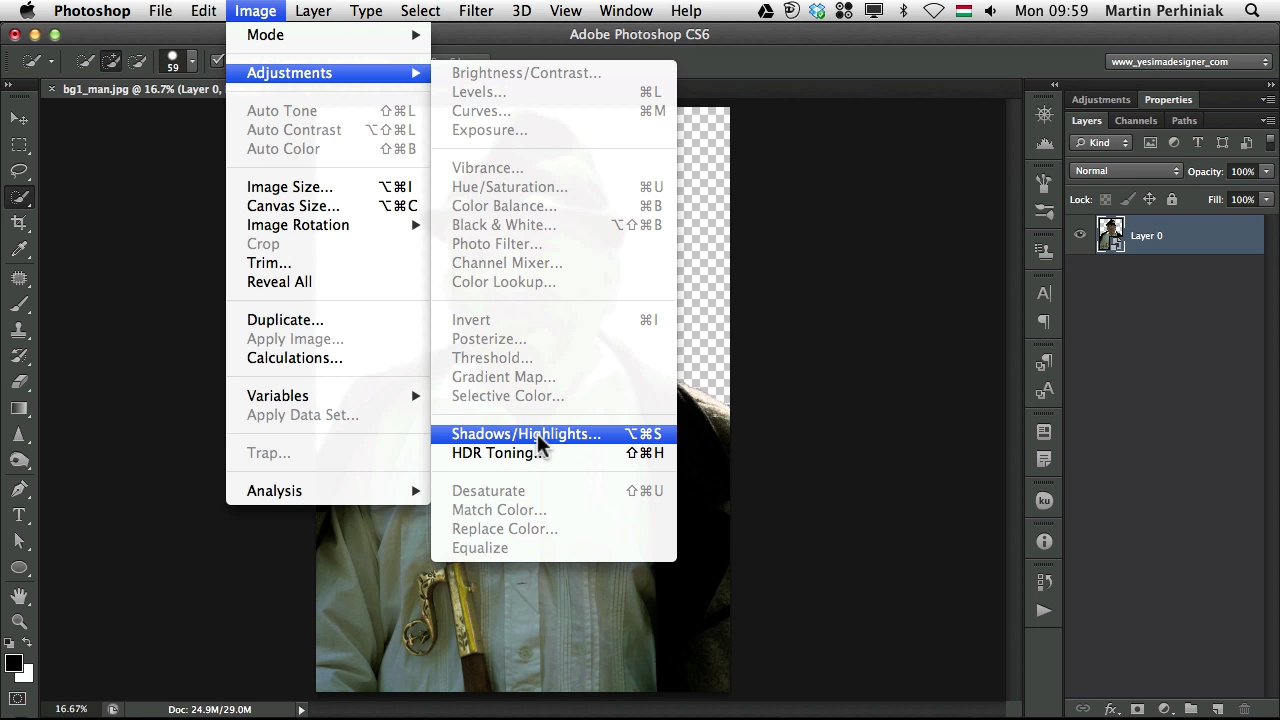 Photoshop File Edit Image Layer Type Select Filter 3D View Window Help Mon 09:59 Martin Perhiniak
Adobe Photoshop CS6
59
www_yesimadesigner_com
bg1_man.jpg @ 16.7% (Layer 0,
Mode
Adjustments
Auto Tone ⇧⌘L
Auto Contrast ⌥⇧⌘L
Auto Color ⇧⌘B
Image Size... ⌥⌘I
Canvas Size... ⌥⌘C
Image Rotation
Crop
Trim...
Reveal All
Duplicate...
Apply Image...
Calculations...
Variables
Apply Data Set...
Trap...
Analysis
Brightness/Contrast...
Levels... ⌘L
Curves... ⌘M
Exposure...
Vibrance...
Hue/Saturation... ⌘U
Color Balance... ⌘B
Black & White... ⌥⇧⌘B
Photo Filter...
Channel Mixer...
Color Lookup...
Invert ⌘I
Posterize...
Threshold...
Gradient Map...
Selective Color...
Shadows/Highlights... ⌥⌘S
HDR Toning... ⇧⌘H
Desaturate ⇧⌘U
Match Color...
Replace Color...
Equalize
Adjustments Properties
Layers Channels Paths
Kind
Normal Opacity: 100%
Lock: Fill: 100%
Layer 0
ku
16.67% Doc: 24.9M/29.0M